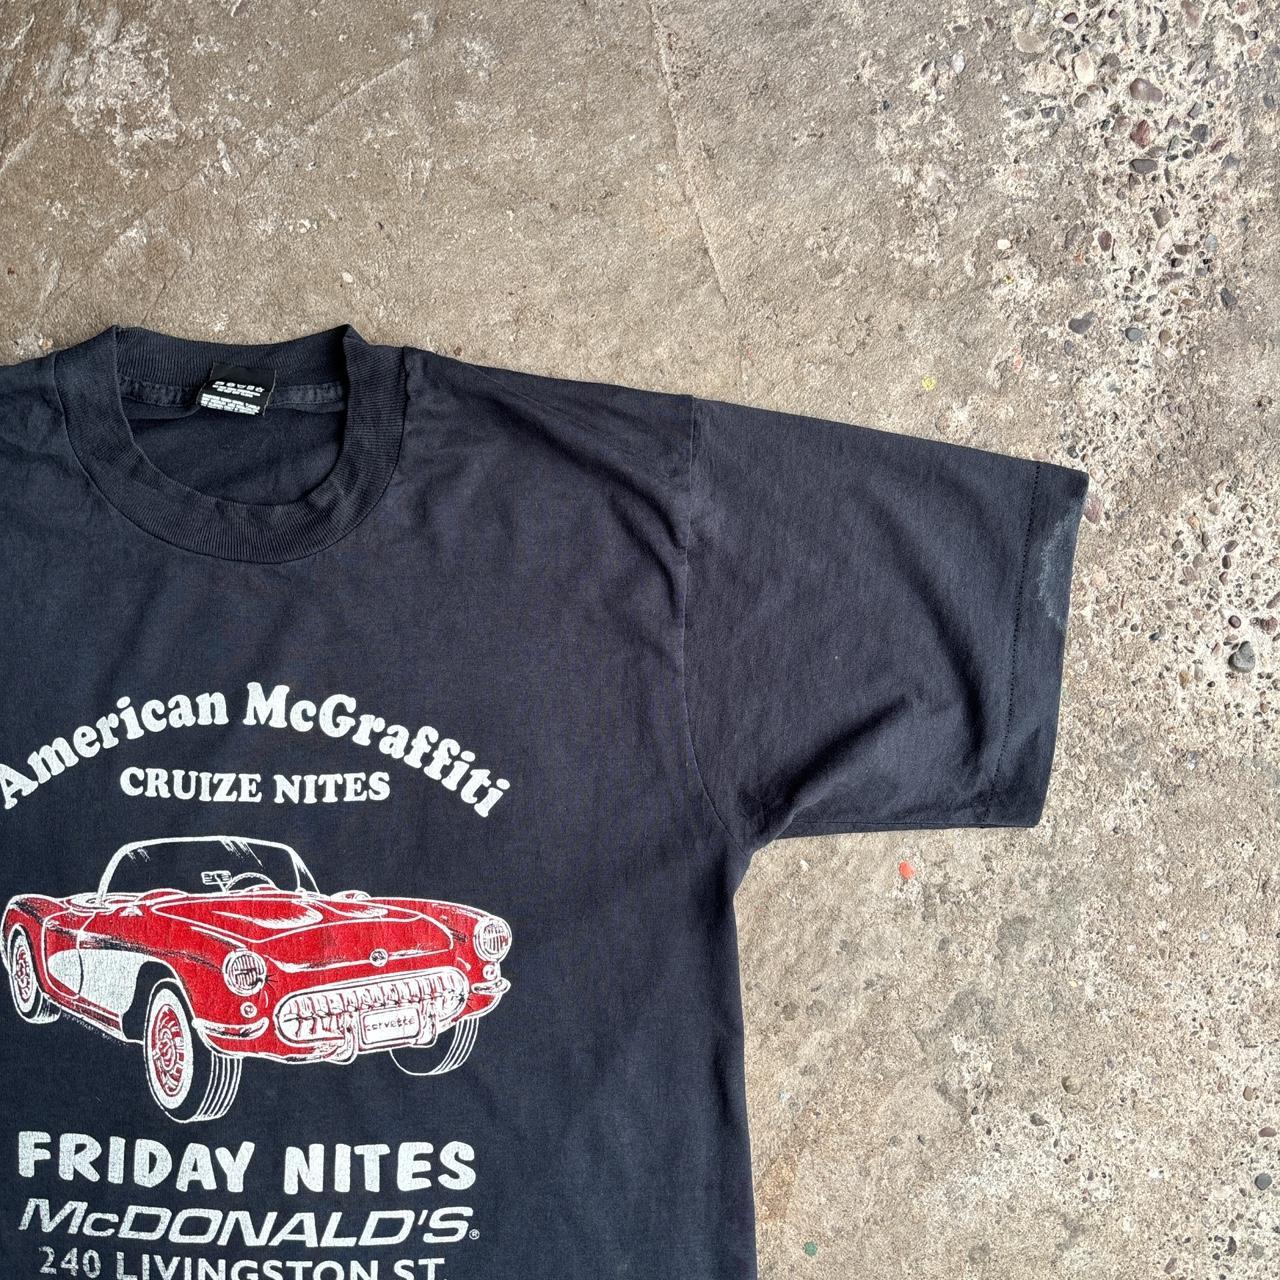 American McGraffiti
CRUIZE NITES
corvette
FRIDAY NITES
McDONALD'S®
240 LIVINGSTON ST.